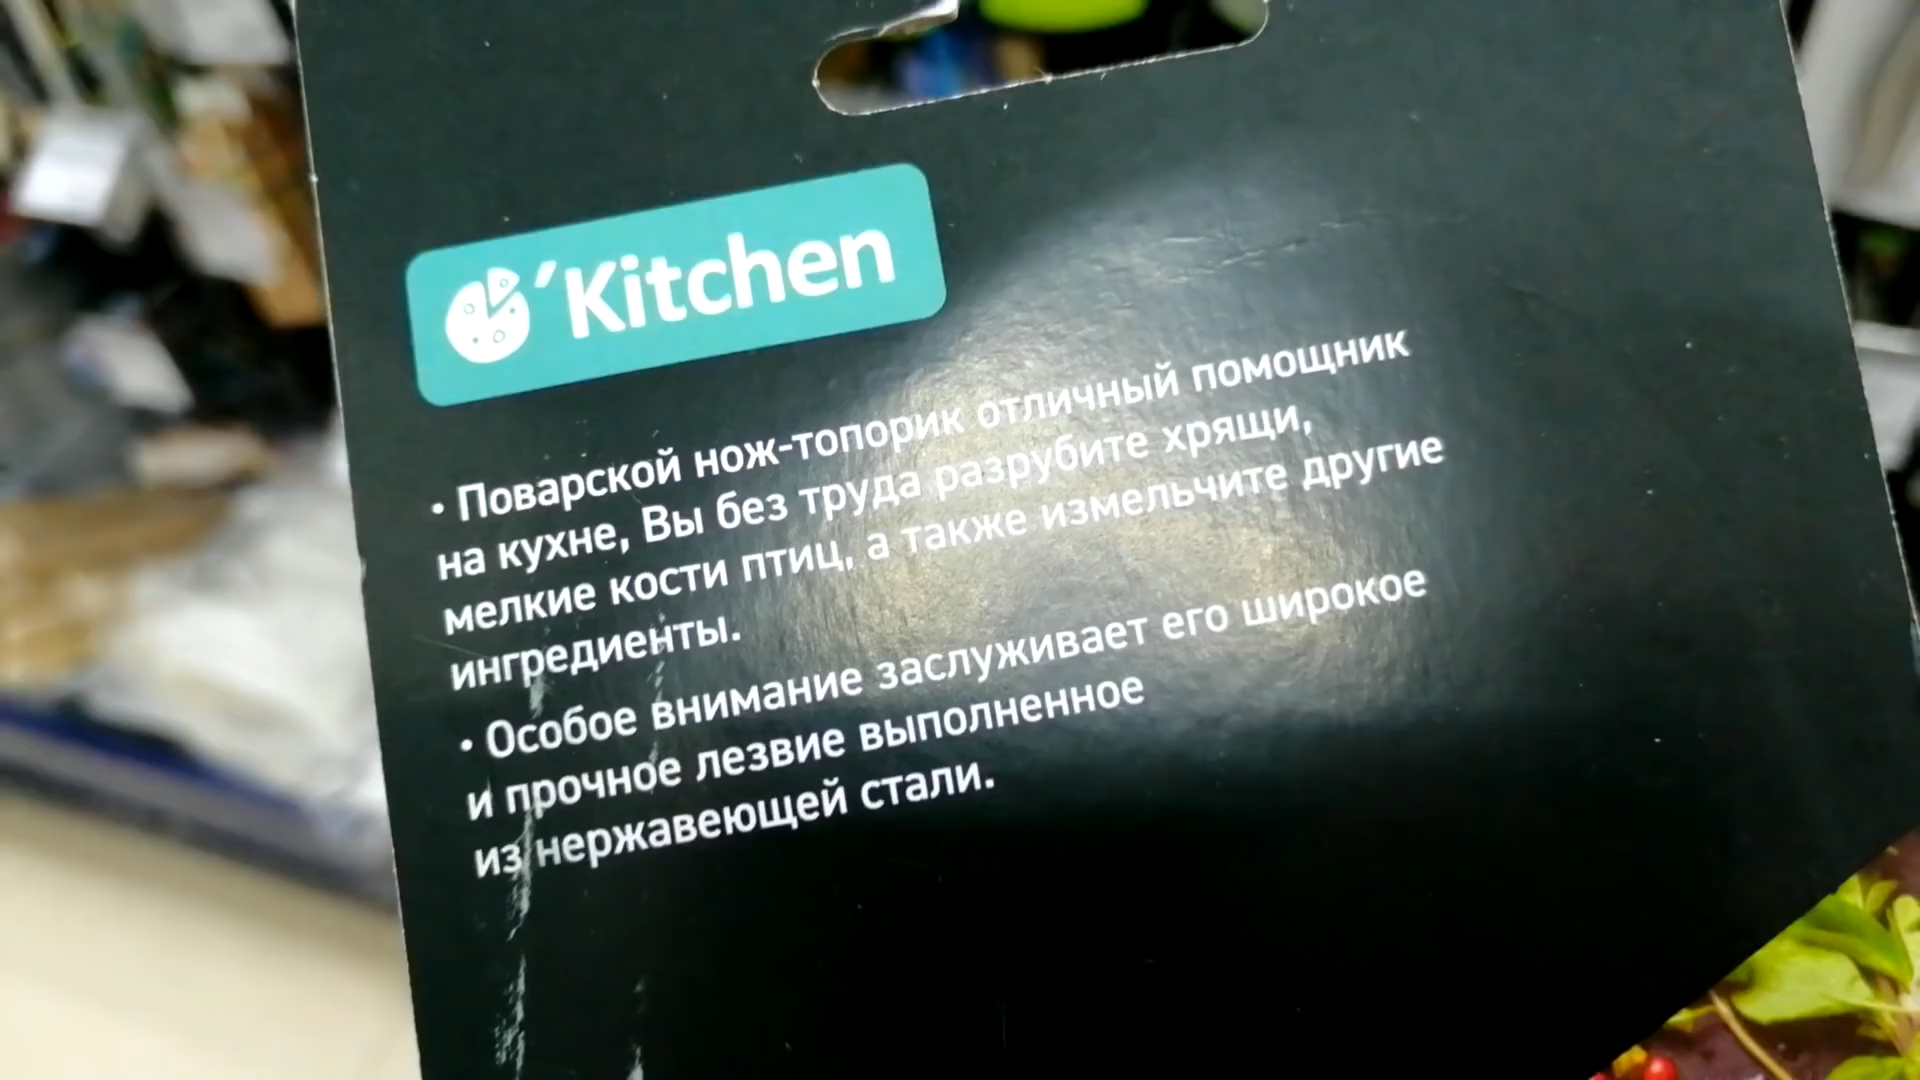 'Kitchen
• Поварской нож-топорик отличный помощник
на кухне, Вы без труда разрубите хрящи,
мелкие кости птиц, а также измельчите другие
ингредиенты.
• Особое внимание заслуживает его широкое
и прочное лезвие выполненное
из нержавеющей стали.